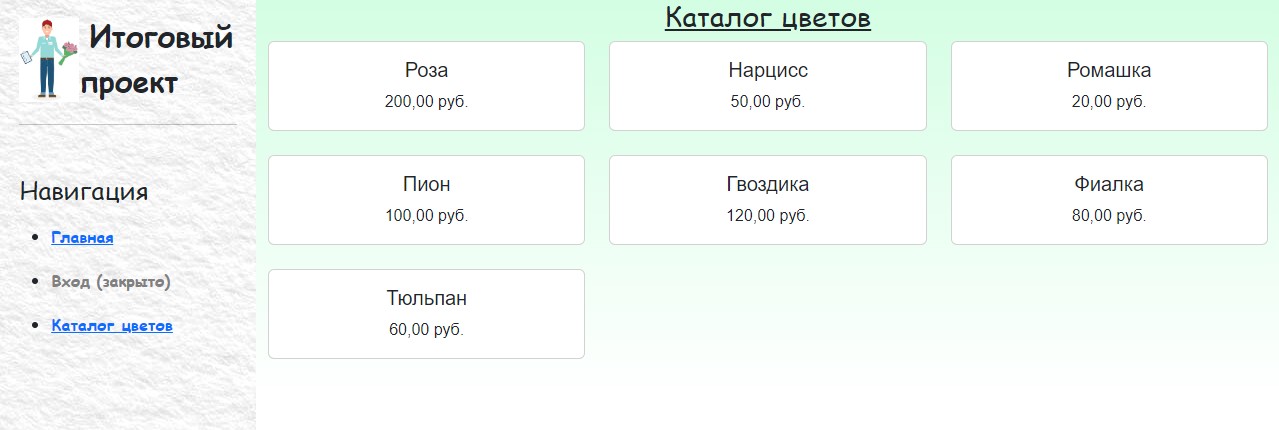 Итоговый
проект
Навигация
Главная
Вход (закрыто)
Каталог цветов
Каталог цветов
Роза
200,00 руб.
Нарцисс
50,00 руб.
Ромашка
20,00 руб.
Пион
100,00 руб.
Гвоздика
120,00 руб.
Фиалка
80,00 руб.
Тюльпан
60,00 руб.